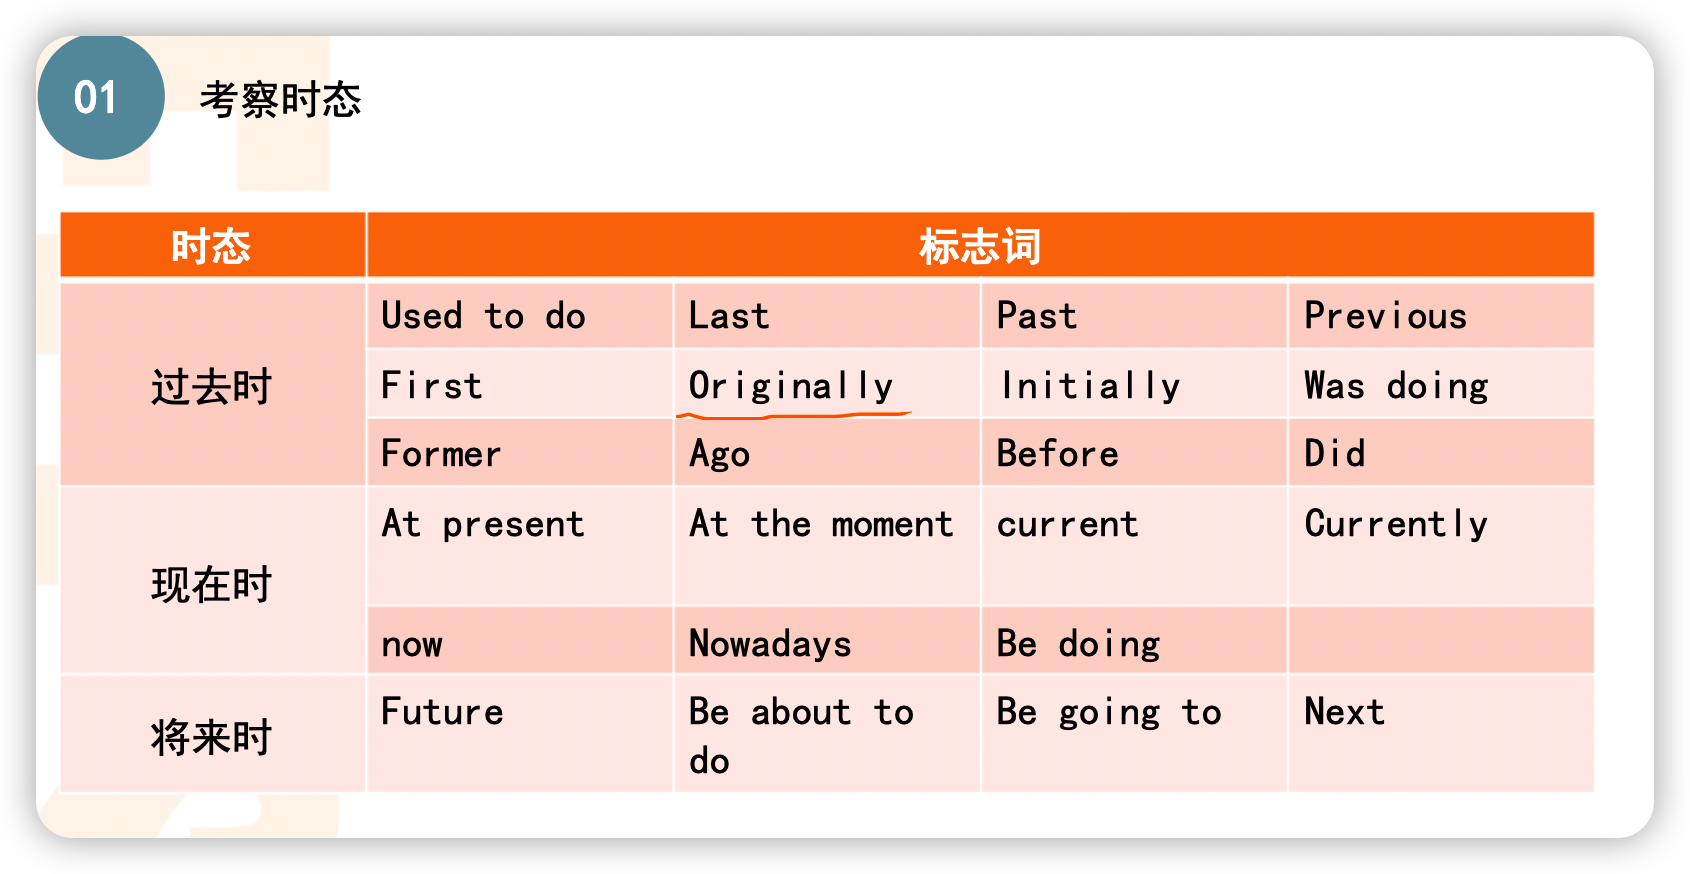 01
考察时态
时态 标志词
Used to do Last Past Previous
过去时 First Originally Initially Was doing
Former Ago Before Did
At present At the moment current Currently
现在时
now Nowadays Be doing
将来时 Future Be about to do Be going to Next